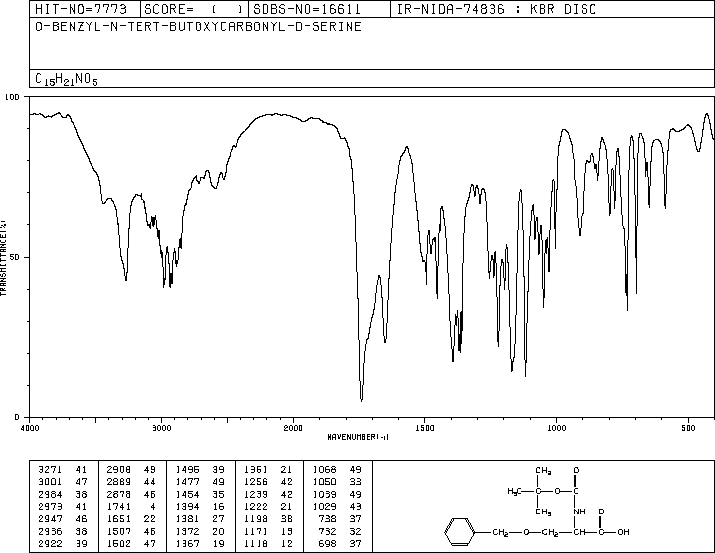 HIT-NO=7773 SCORE= ( ) SDBS-NO=16611 IR-NIDA-74836 : KBR DISC
O-BENZYL-N-TERT-BUTOXYCARBONYL-D-SERINE
C15H21NO5
100
50
0
TRANSMITTANCE(%)
4000 3000 2000 1500 1000 500
WAVENUMBER(-1)
3271 41 2908 49 1496 39 1361 21 1068 49
3001 47 2889 44 1477 49 1256 42 1050 33
2984 38 2878 46 1454 35 1239 42 1039 49
2973 41 1741 4 1394 16 1222 21 1029 43
2947 46 1651 22 1381 27 1198 38 738 37
2936 38 1507 46 1372 20 1171 13 732 32
2922 39 1502 47 1367 19 1118 12 698 37
CH3 O
H3C C O C
CH3 NH O
CH2 O CH2 CH C OH